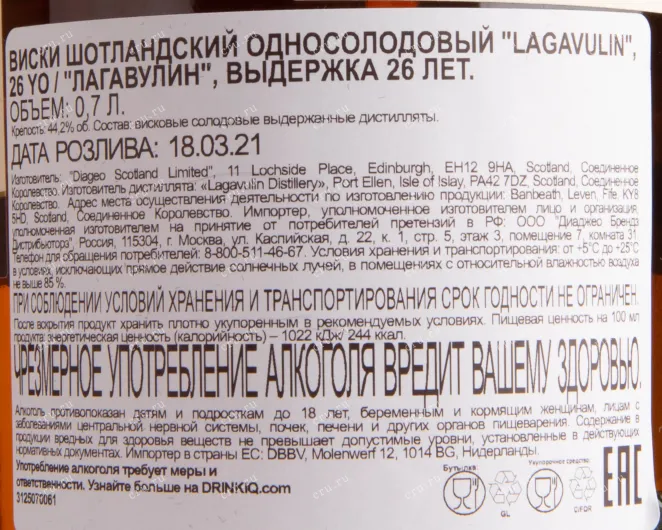 ВИСКИ ШОТЛАНДСКИЙ ОДНОСОЛОДОВЫЙ "LAGAVULIN",
26 YO / "ЛАГАВУЛИН", ВЫДЕРЖКА 26 ЛЕТ.
ОБЪЕМ: 0,7 Л.
Крепость: 44,2% об. Состав: висковые солодовые выдержанные дистилляты.
ДАТА РОЗЛИВА: 18.03.21
Изготовитель: "Diageo Scotland Limited", 11 Lochside Place, Edinburgh, EH12 9HA, Scotland, Соединенное
Королевство. Изготовитель дистиллята: «Lagavulin Distillery», Port Ellen, Isle of Islay, PA42 7DZ, Scotland, Соединенное
Королевство. Адрес места осуществления деятельности по изготовлению продукции: Banbeath, Leven, Fife, KY8
5HD, Scotland, Соединенное Королевство. Импортер, уполномоченное изготовителем лицо и организация,
уполномоченная изготовителем на принятие от потребителей претензий в РФ: ООО "Диаджео Брендз
Дистрибьютора", Россия, 115304, г. Москва, ул. Каспийская, д. 22, к. 1, стр. 5, этаж 3, помещение 7, комната 31.
Телефон для обращения потребителей: 8-800-511-46-67. Условия хранения и транспортирования: от +5°С до +25°С
в условиях, исключающих прямое действие солнечных лучей, в помещениях с относительной влажностью воздуха
не выше 85 %.
ПРИ СОБЛЮДЕНИИ УСЛОВИЙ ХРАНЕНИЯ И ТРАНСПОРТИРОВАНИЯ СРОК ГОДНОСТИ НЕ ОГРАНИЧЕН.
После вскрытия продукт хранить плотно укупоренным в рекомендуемых условиях. Пищевая ценность на 100 мл
продукта: энергетическая ценность (калорийность) – 1022 кДж/ 244 ккал.
ЧРЕЗМЕРНОЕ УПОТРЕБЛЕНИЕ АЛКОГОЛЯ ВРЕДИТ ВАШЕМУ ЗДОРОВЬЮ.
Алкоголь противопоказан детям и подросткам до 18 лет, беременным и кормящим женщинам, лицам с
заболеваниями центральной нервной системы, почек, печени и других органов пищеварения. Содержание в
продукции вредных для здоровья веществ не превышает допустимые уровни, установленные в действующих
нормативных документах. Импортер в страны ЕС: DBBV, Molenwerf 12, 1014 BG, Нидерланды.
Употребление алкоголя требует меры и
ответственности. Узнайте больше на DRINKiQ.com
3125079061
Бутылка:
GL
Укупорочное средство:
C/FOR
EAC